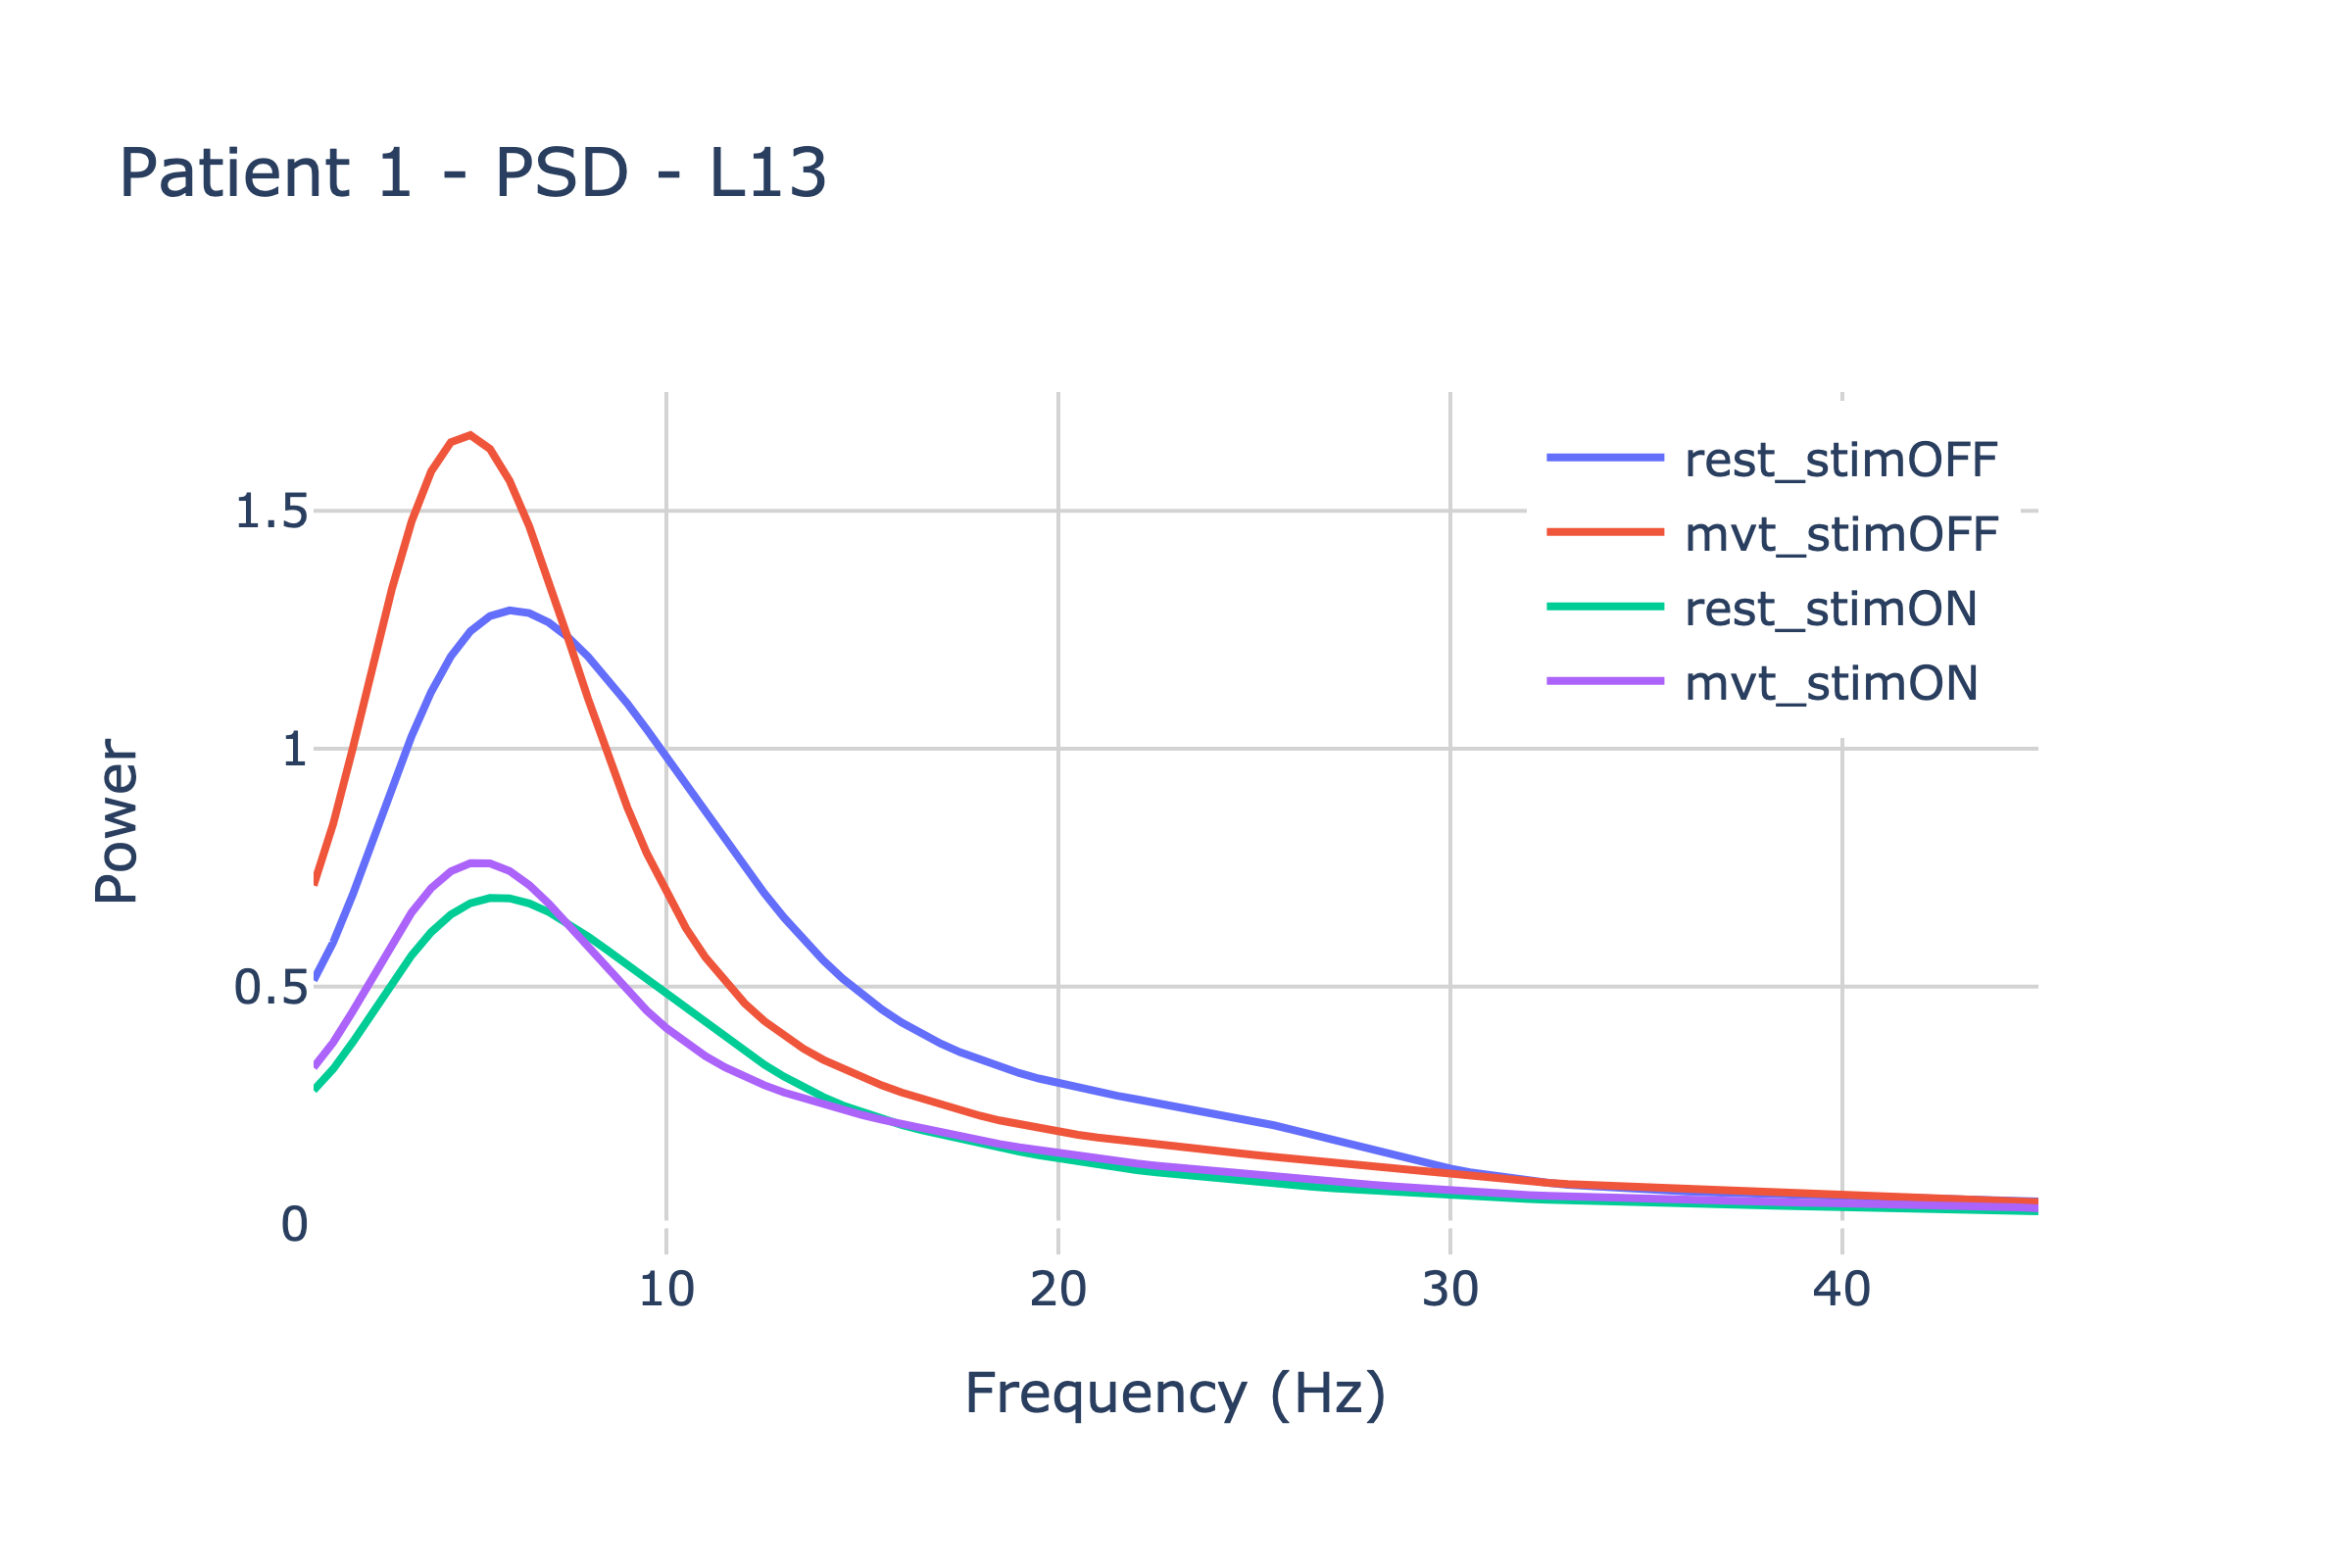 Patient 1 - PSD - L13
rest_stimOFF
mvt_stimOFF
rest_stimON
mvt_stimON
Power
1.5
1
0.5
0
10
20
30
40
Frequency (Hz)